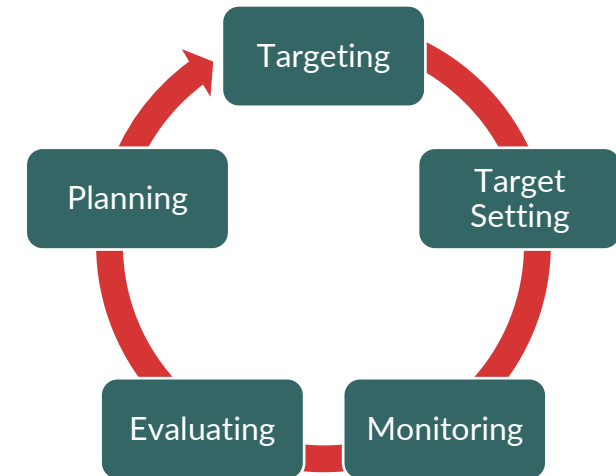 Targeting
Target
Setting
Monitoring
Evaluating
Planning